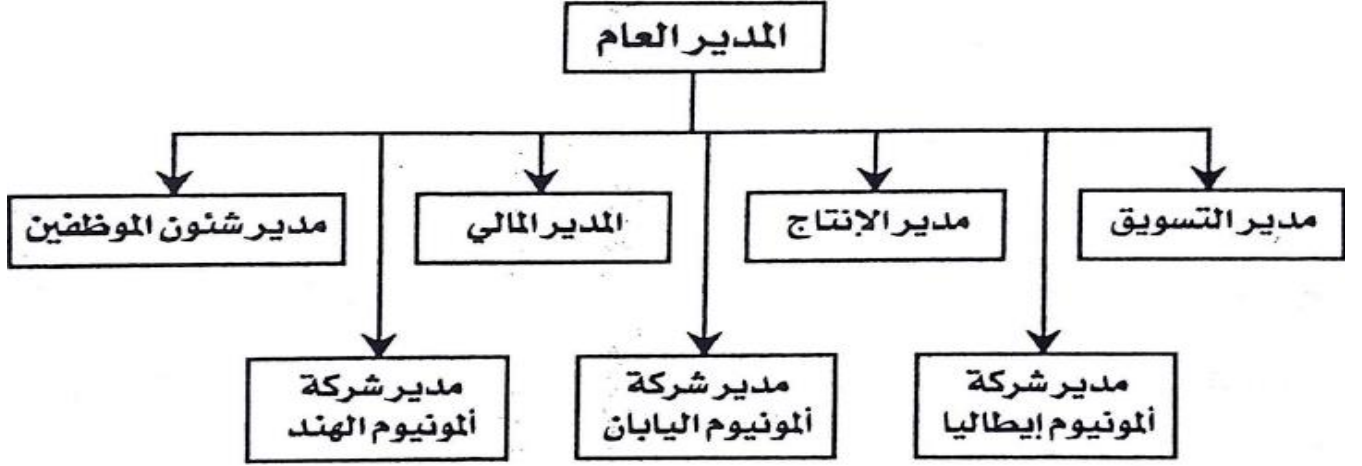 المدير العام
مدير التسويق
مدير الإنتاج
المدير المالي
مدير شئون الموظفين
مدير شركة
ألمونيوم إيطاليا
مدير شركة
ألمونيوم اليابان
مدير شركة
ألمونيوم الهند